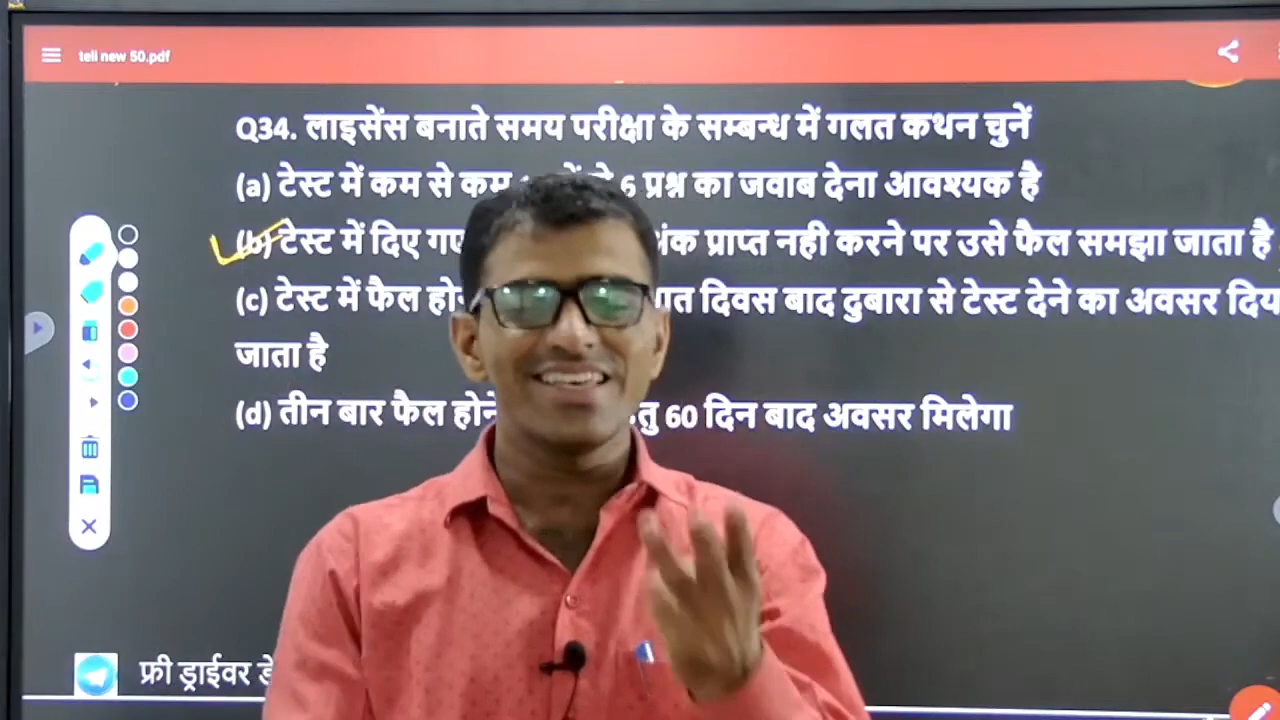 teli new 50.pdf
Q34. लाइसेंस बनाते समय परीक्षा के सम्बन्ध में गलत कथन चुनें
(a) टेस्ट में कम से कम 6 प्रश्न का जवाब देना आवश्यक है
(b) टेस्ट में दिए प्राप्त नही करने पर उसे फैल समझा जाता है
(c) टेस्ट में फैल दिवस बाद दुबारा से टेस्ट देने का अवसर
जाता है
(d) तीन बार फैल 60 दिन बाद अवसर मिलेगा
फ्री ड्राईवर